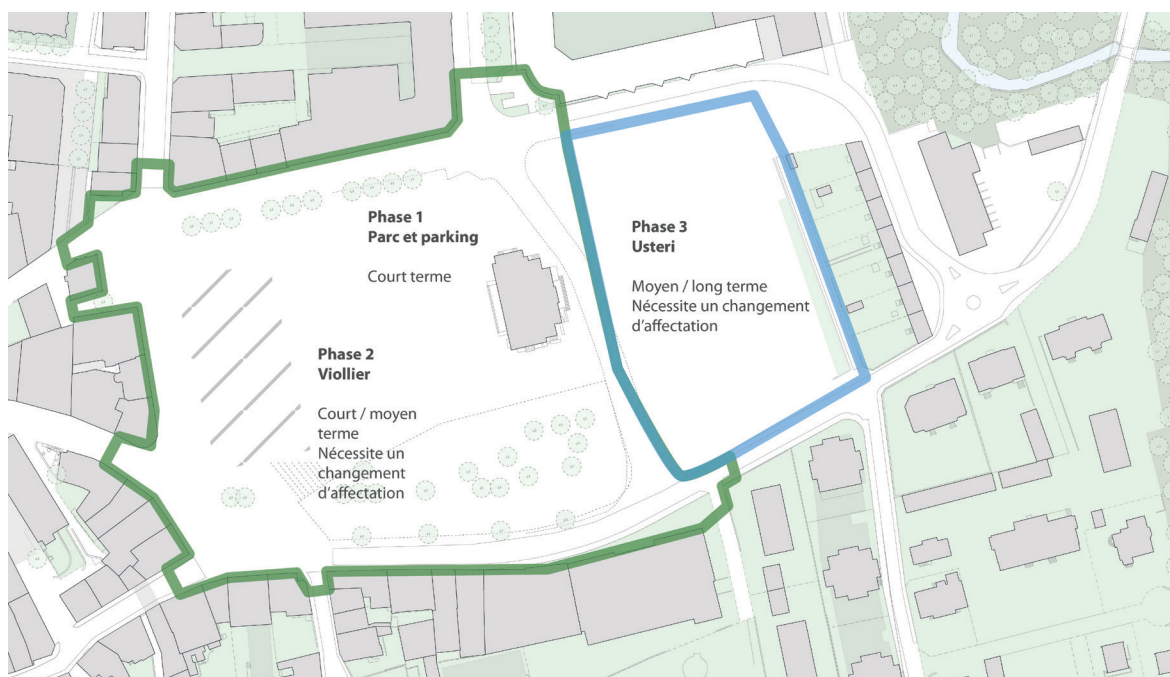 Phase 1
Parc et parking
Court terme
Phase 2
Viollier
Court / moyen
terme
Nécessite un
changement
d'affectation
Phase 3
Usteri
Moyen / long terme
Nécessite un changement
d'affectation